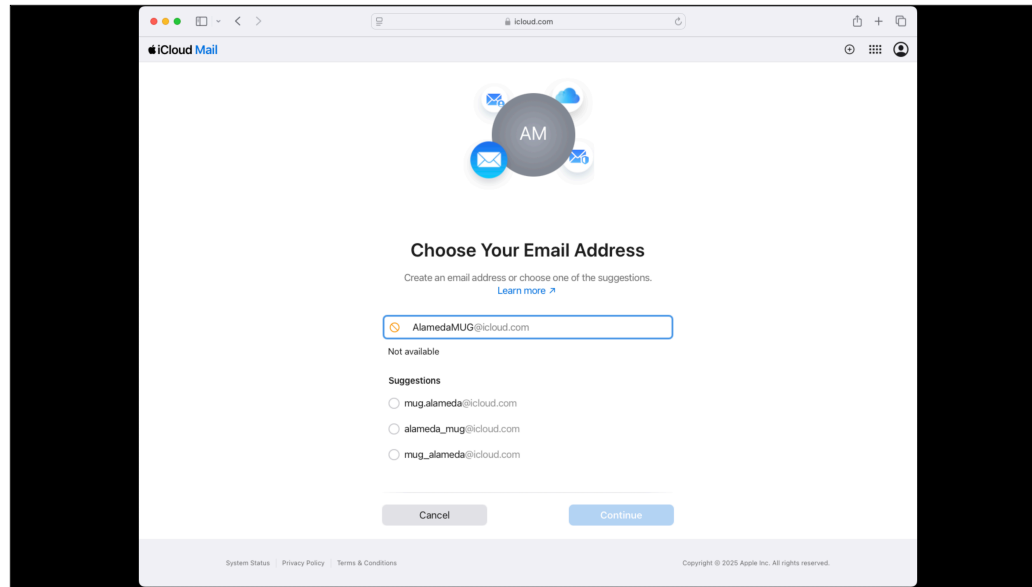 icloud.com
iCloud Mail
AM
Choose Your Email Address
Create an email address or choose one of the suggestions.
Learn more ↗
AlamedaMUG@icloud.com
Not available
Suggestions
mug.alameda@icloud.com
alameda_mug@icloud.com
mug_alameda@icloud.com
Cancel Continue
System Status Privacy Policy Terms & Conditions Copyright © 2025 Apple Inc. All rights reserved.